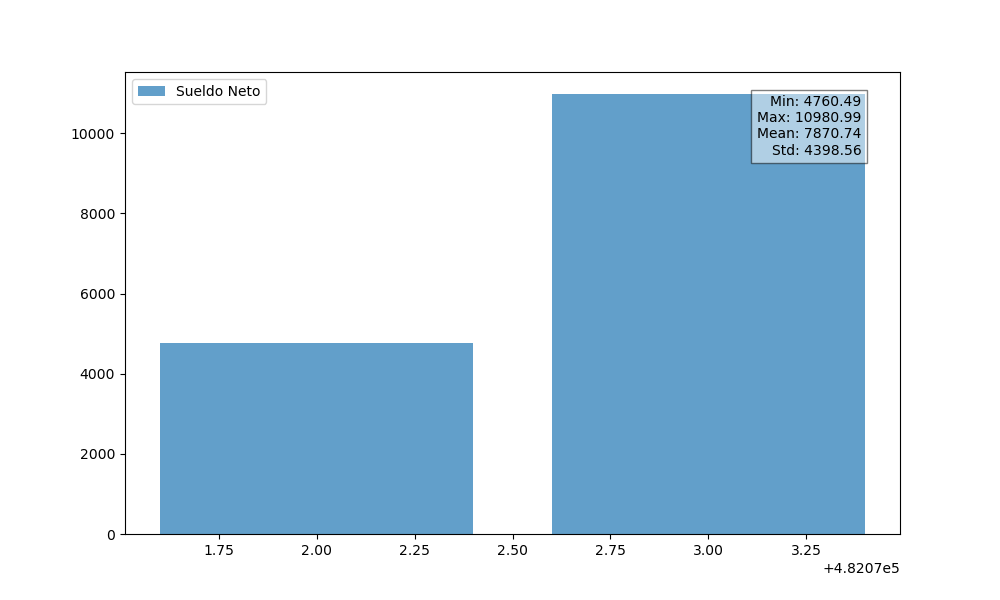 Sueldo Neto
Min: 4760.49
Max: 10980.99
Mean: 7870.74
Std: 4398.56
10000
8000
6000
4000
2000
0
1.75 2.00 2.25 2.50 2.75 3.00 3.25
+4.8207e5